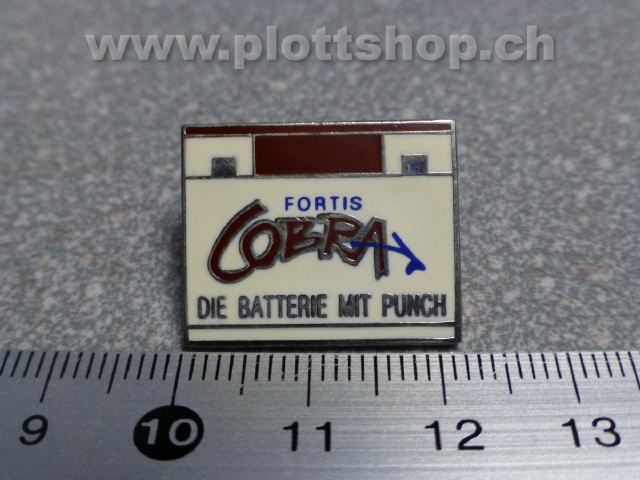 www.plottshop.ch
FORTIS
COBRA
DIE BATTERIE MIT PUNCH
9 10 11 12 13